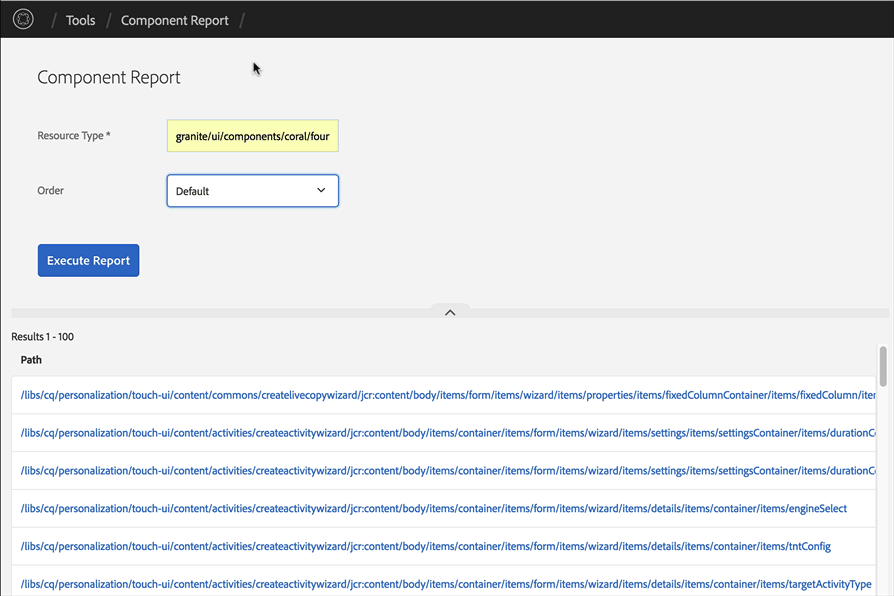 / Tools / Component Report /
Component Report
Resource Type *
granite/ui/components/coral/four
Order
Default
Execute Report
Results 1 - 100
Path
/libs/cq/personalization/touch-ui/content/commons/createlivecopywizard/jcr:content/body/items/form/items/wizard/items/properties/items/fixedColumnContainer/items/fixedColumn/iter
/libs/cq/personalization/touch-ui/content/activities/createactivitywizard/jcr:content/body/items/container/items/form/items/wizard/items/settings/items/settingsContainer/items/durationCo
/libs/cq/personalization/touch-ui/content/activities/createactivitywizard/jcr:content/body/items/container/items/form/items/wizard/items/settings/items/settingsContainer/items/durationCo
/libs/cq/personalization/touch-ui/content/activities/createactivitywizard/jcr:content/body/items/container/items/form/items/wizard/items/details/items/container/items/engineSelect
/libs/cq/personalization/touch-ui/content/activities/createactivitywizard/jcr:content/body/items/container/items/form/items/wizard/items/details/items/container/items/tntConfig
/libs/cq/personalization/touch-ui/content/activities/createactivitywizard/jcr:content/body/items/container/items/form/items/wizard/items/details/items/container/items/targetActivityType